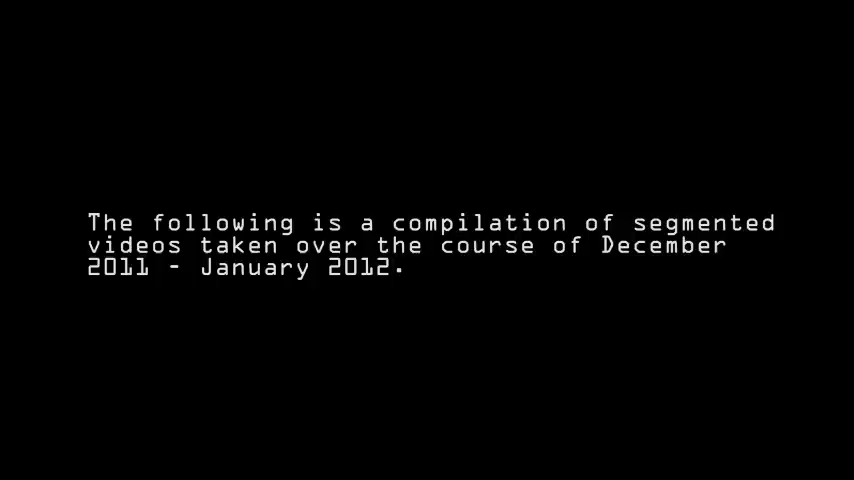 The following is a compilation of segmented
videos taken over the course of December
2011 - January 2012.